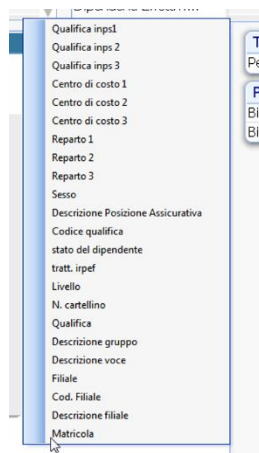 Qualifica inps1
Qualifica inps 2
Qualifica inps 3
Centro di costo 1
Centro di costo 2
Centro di costo 3
Reparto 1
Reparto 2
Reparto 3
Sesso
Descrizione Posizione Assicurativa
Codice qualifica
stato del dipendente
tratt. irpef
Livello
N. cartellino
Qualifica
Descrizione gruppo
Descrizione voce
Filiale
Cod. Filiale
Descrizione filiale
Matricola
T
Pe
P
Bi
Bi